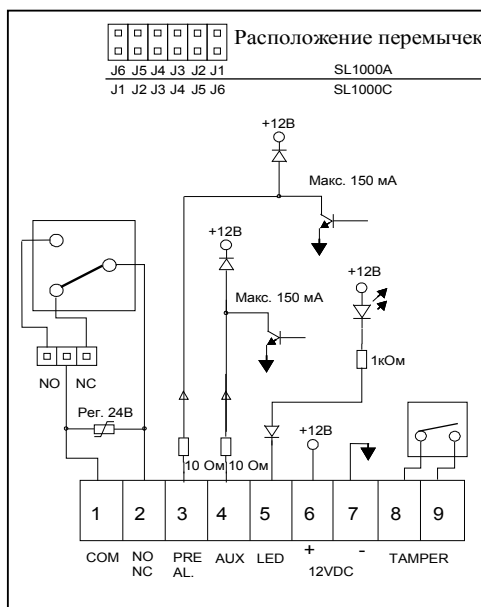 Расположение перемычек
J6 J5 J4 J3 J2 J1 SL1000A
J1 J2 J3 J4 J5 J6 SL1000C
+12В
Макс. 150 мА
+12В
+12В
Макс. 150 мА
1кОм
NO NC
Рег. 24В
+12В
10 Ом 10 Ом
1 2 3 4 5 6 7 8 9
COM NO NC PRE AL. AUX LED + - TAMPER
12VDC